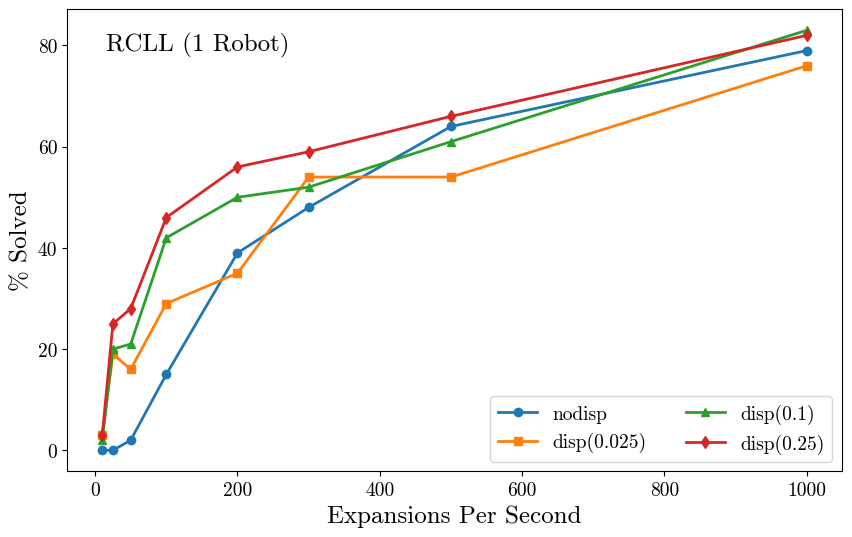 RCLL (1 Robot)
% Solved
80
60
40
20
0
0 200 400 600 800 1000
Expansions Per Second
nodisp
disp(0.025)
disp(0.1)
disp(0.25)